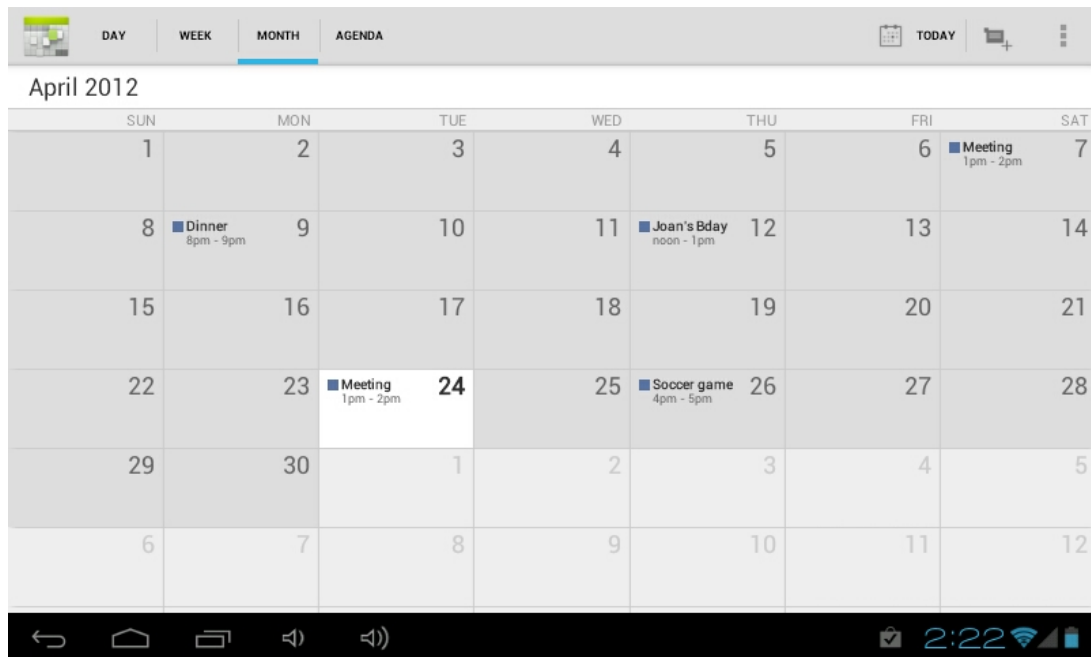 DAY WEEK MONTH AGENDA TODAY
April 2012
SUN MON TUE WED THU FRI SAT
1 2 3 4 5 6 Meeting 7
1pm - 2pm
8 Dinner 9 10 11 Joan's Bday 12 13 14
8pm - 9pm noon - 1pm
15 16 17 18 19 20 21
22 23 Meeting 24 25 Soccer game 26 27 28
1pm - 2pm 4pm - 5pm
29 30 1 2 3 4 5
6 7 8 9 10 11 12
2:22